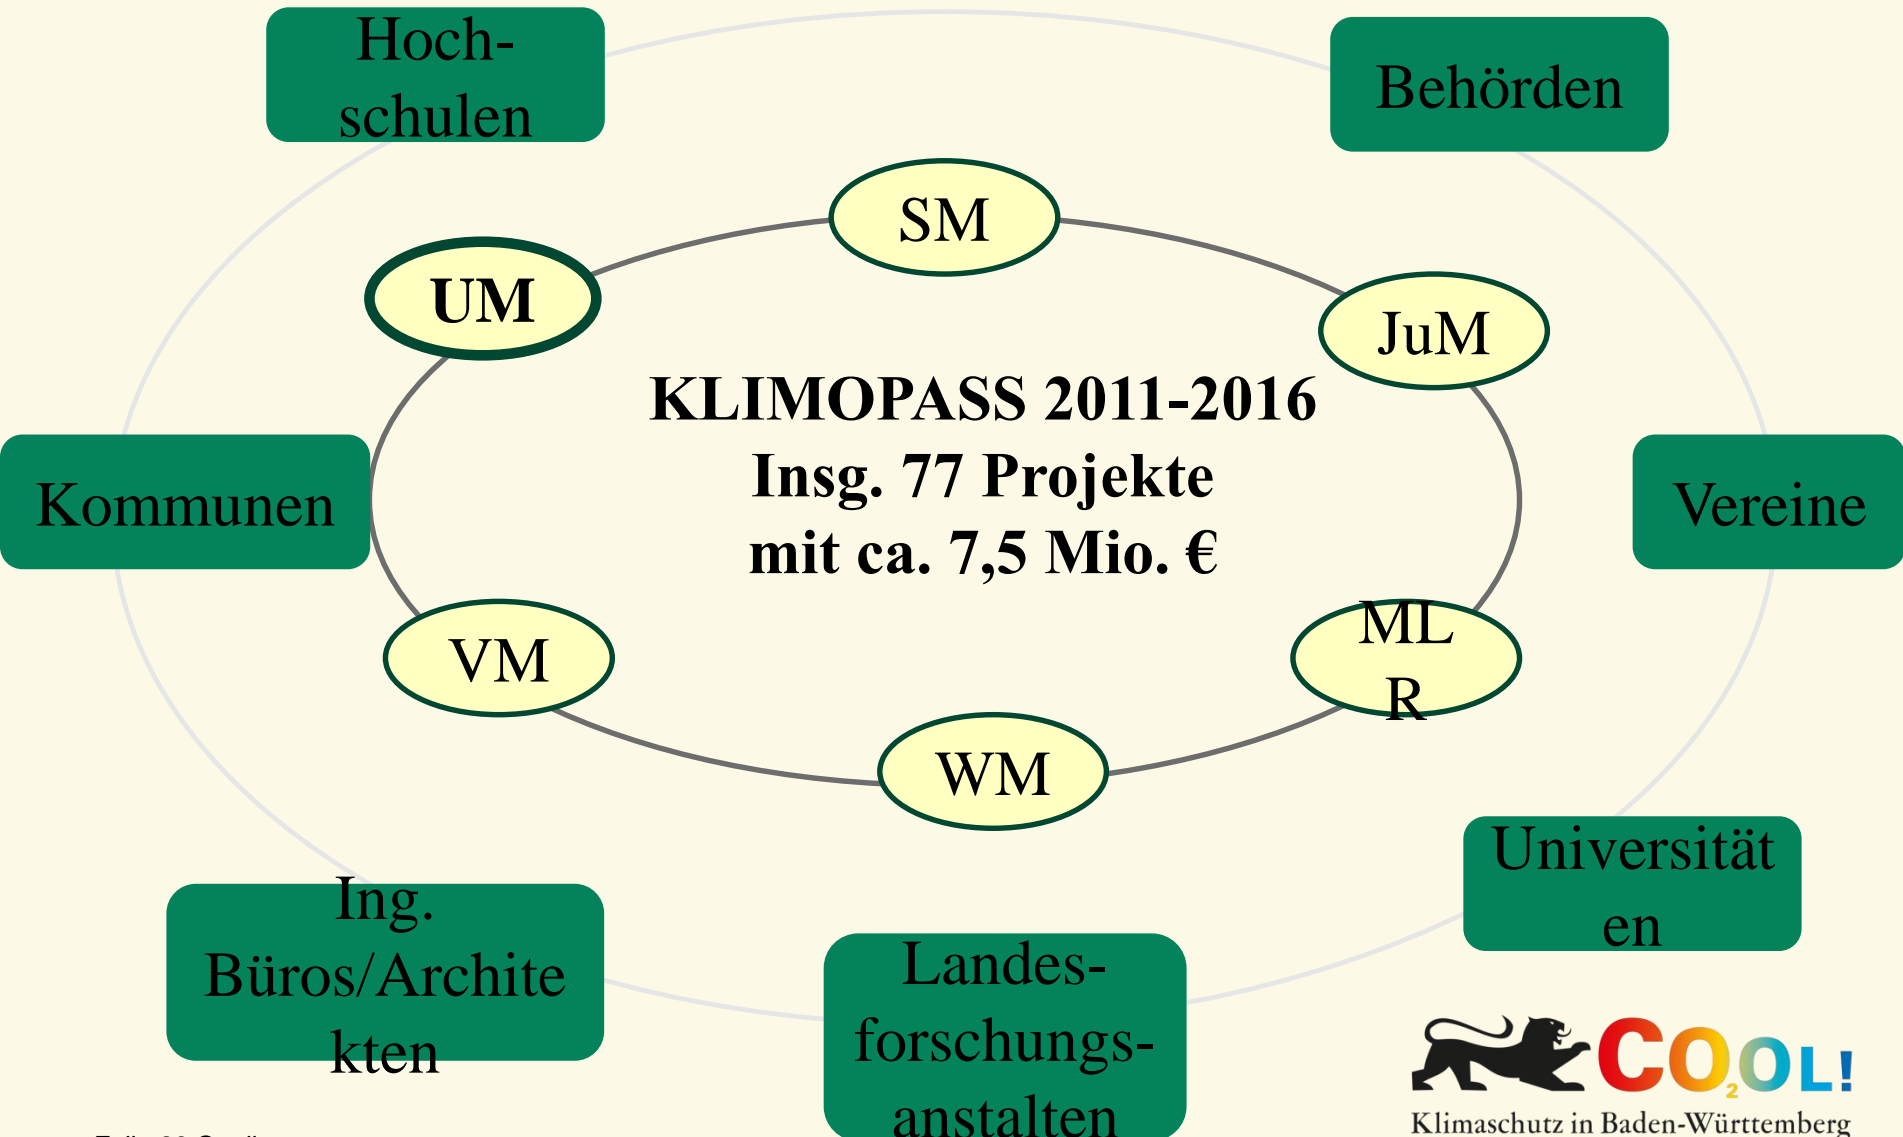 Hoch-
schulen
Behörden
SM
UM
JuM
KLIMOPASS 2011-2016
Insg. 77 Projekte
mit ca. 7,5 Mio. €
Kommunen
Vereine
VM
ML
R
WM
Universität
en
Ing.
Büros/Archite
kten
Landes-
forschungs-
anstalten
CO2OL!
Klimaschutz in Baden-Württemberg